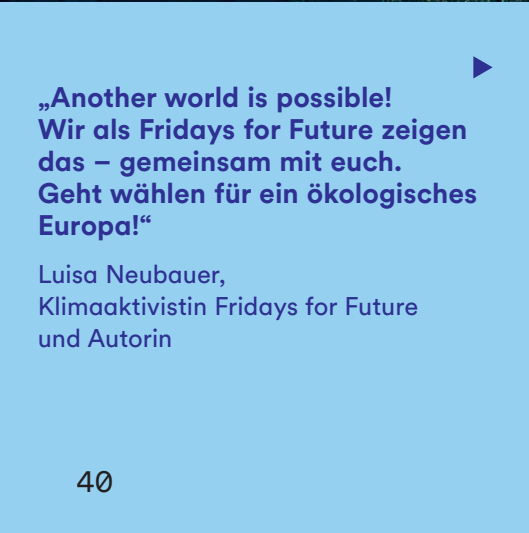 „Another world is possible!
Wir als Fridays for Future zeigen
das – gemeinsam mit euch.
Geht wählen für ein ökologisches
Europa!“
Luisa Neubauer,
Klimaaktivistin Fridays for Future
und Autorin
40